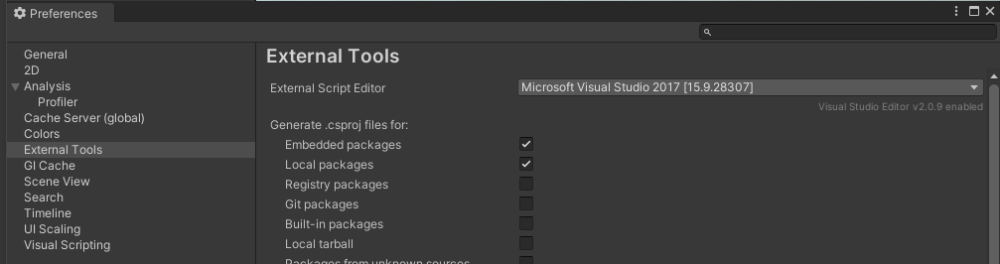 Preferences
General
2D
Analysis
Profiler
Cache Server (global)
Colors
External Tools
GI Cache
Scene View
Search
Timeline
UI Scaling
Visual Scripting
External Tools
External Script Editor
Microsoft Visual Studio 2017 [15.9.28307]
Visual Studio Editor v2.0.9 enabled
Generate .csproj files for:
Embedded packages
Local packages
Registry packages
Git packages
Built-in packages
Local tarball
Packages from unknown sources